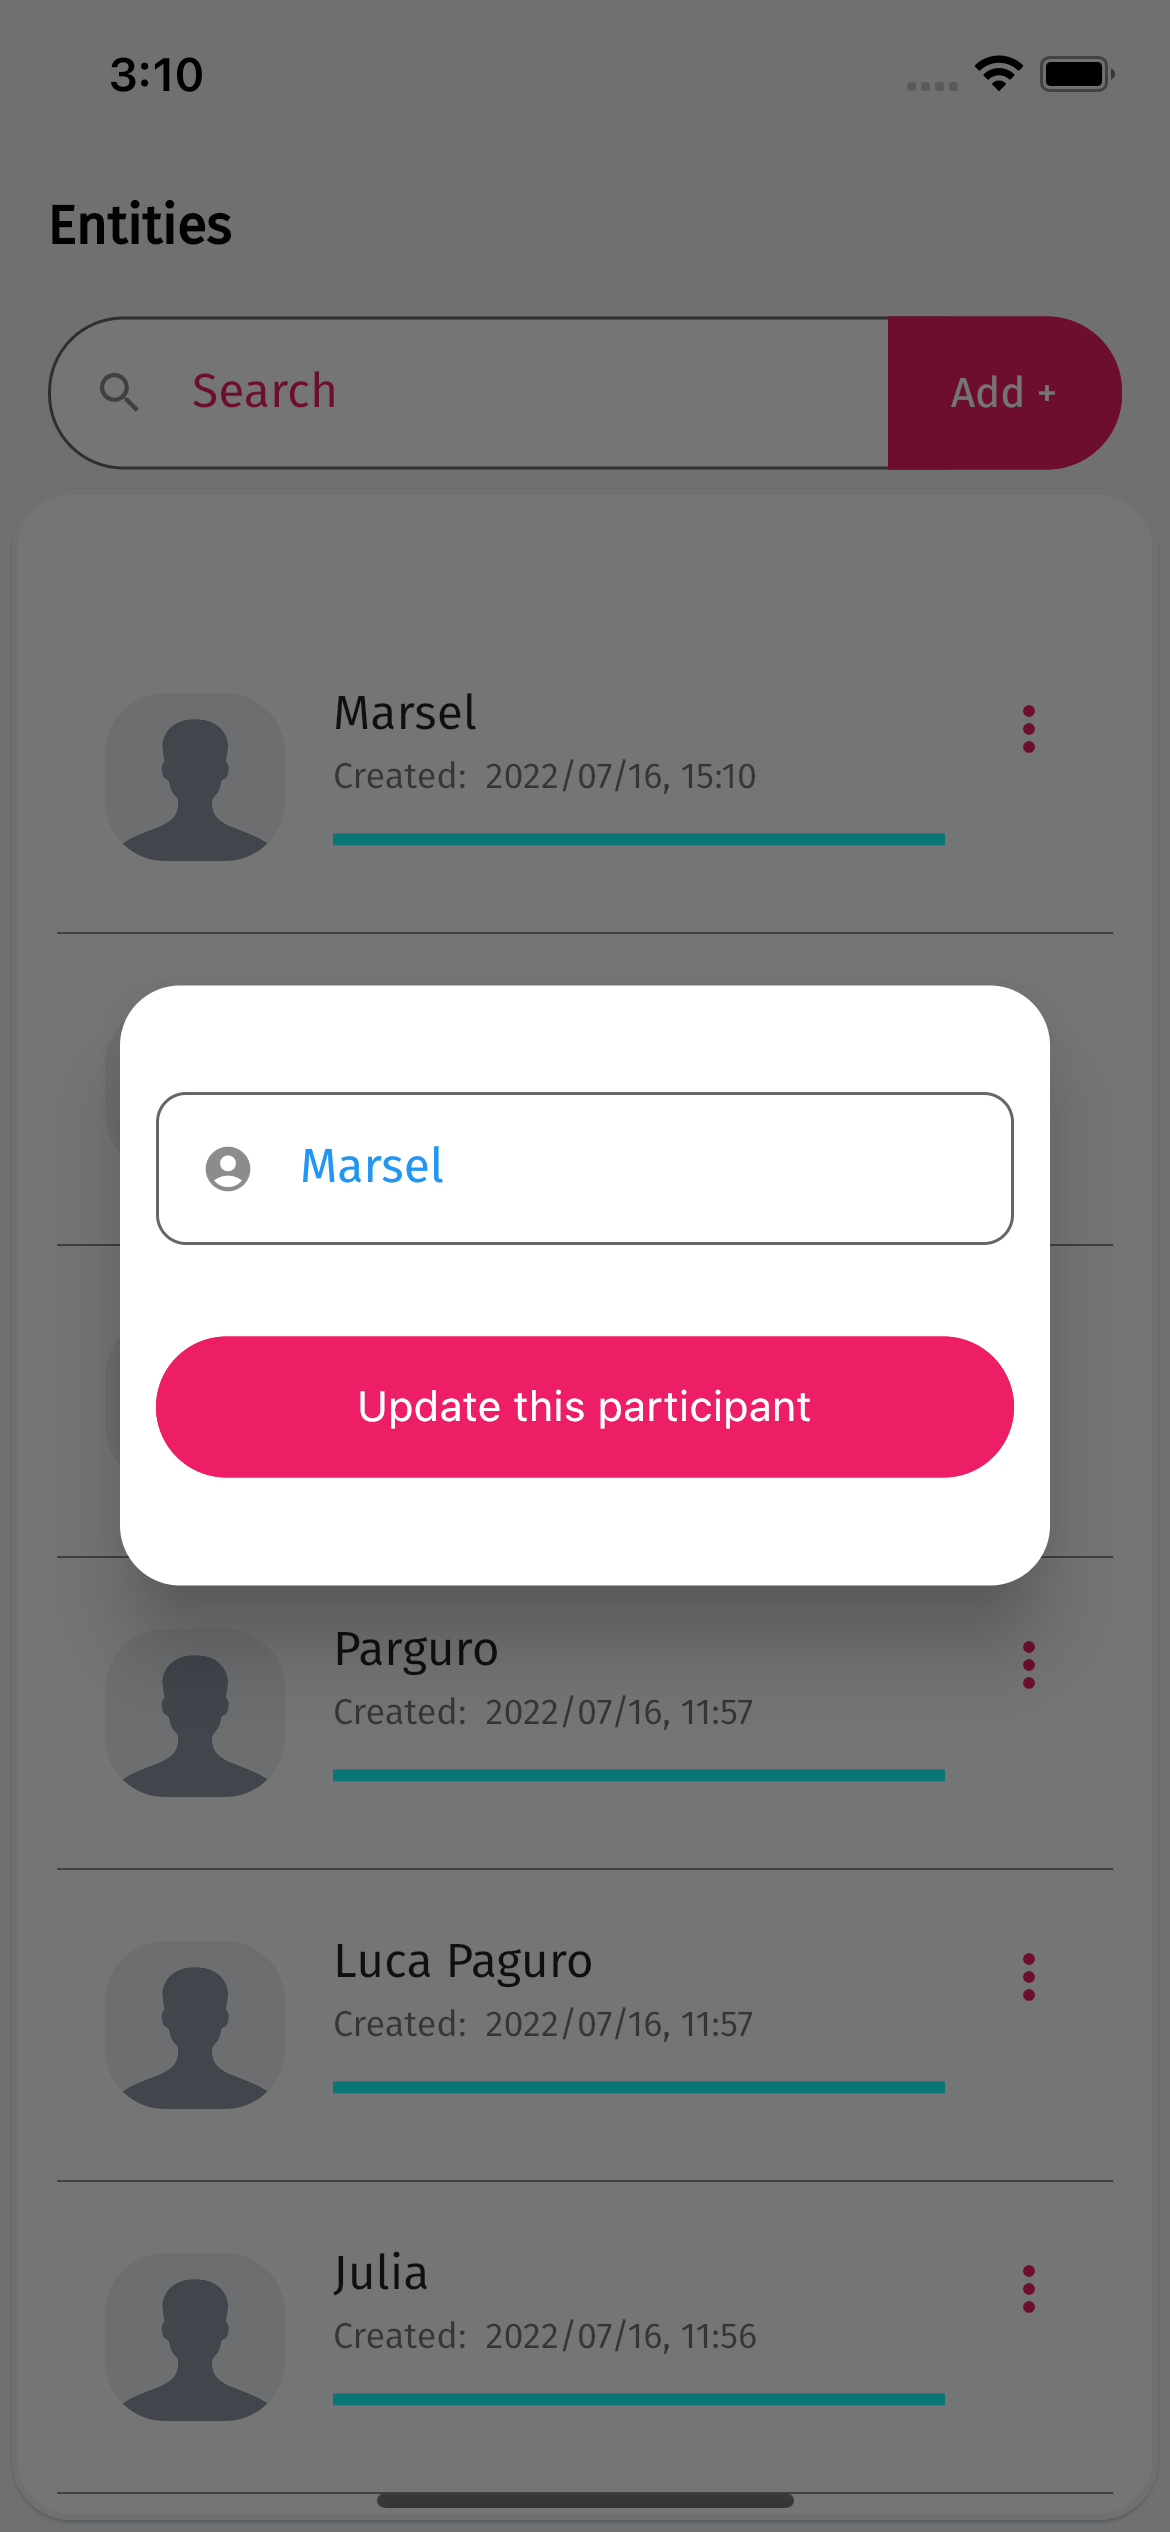 3:10
Entities
Search
Add +
Marsel
Created: 2022/07/16, 15:10
Marsel
Update this participant
Parguro
Created: 2022/07/16, 11:57
Luca Paguro
Created: 2022/07/16, 11:57
Julia
Created: 2022/07/16, 11:56